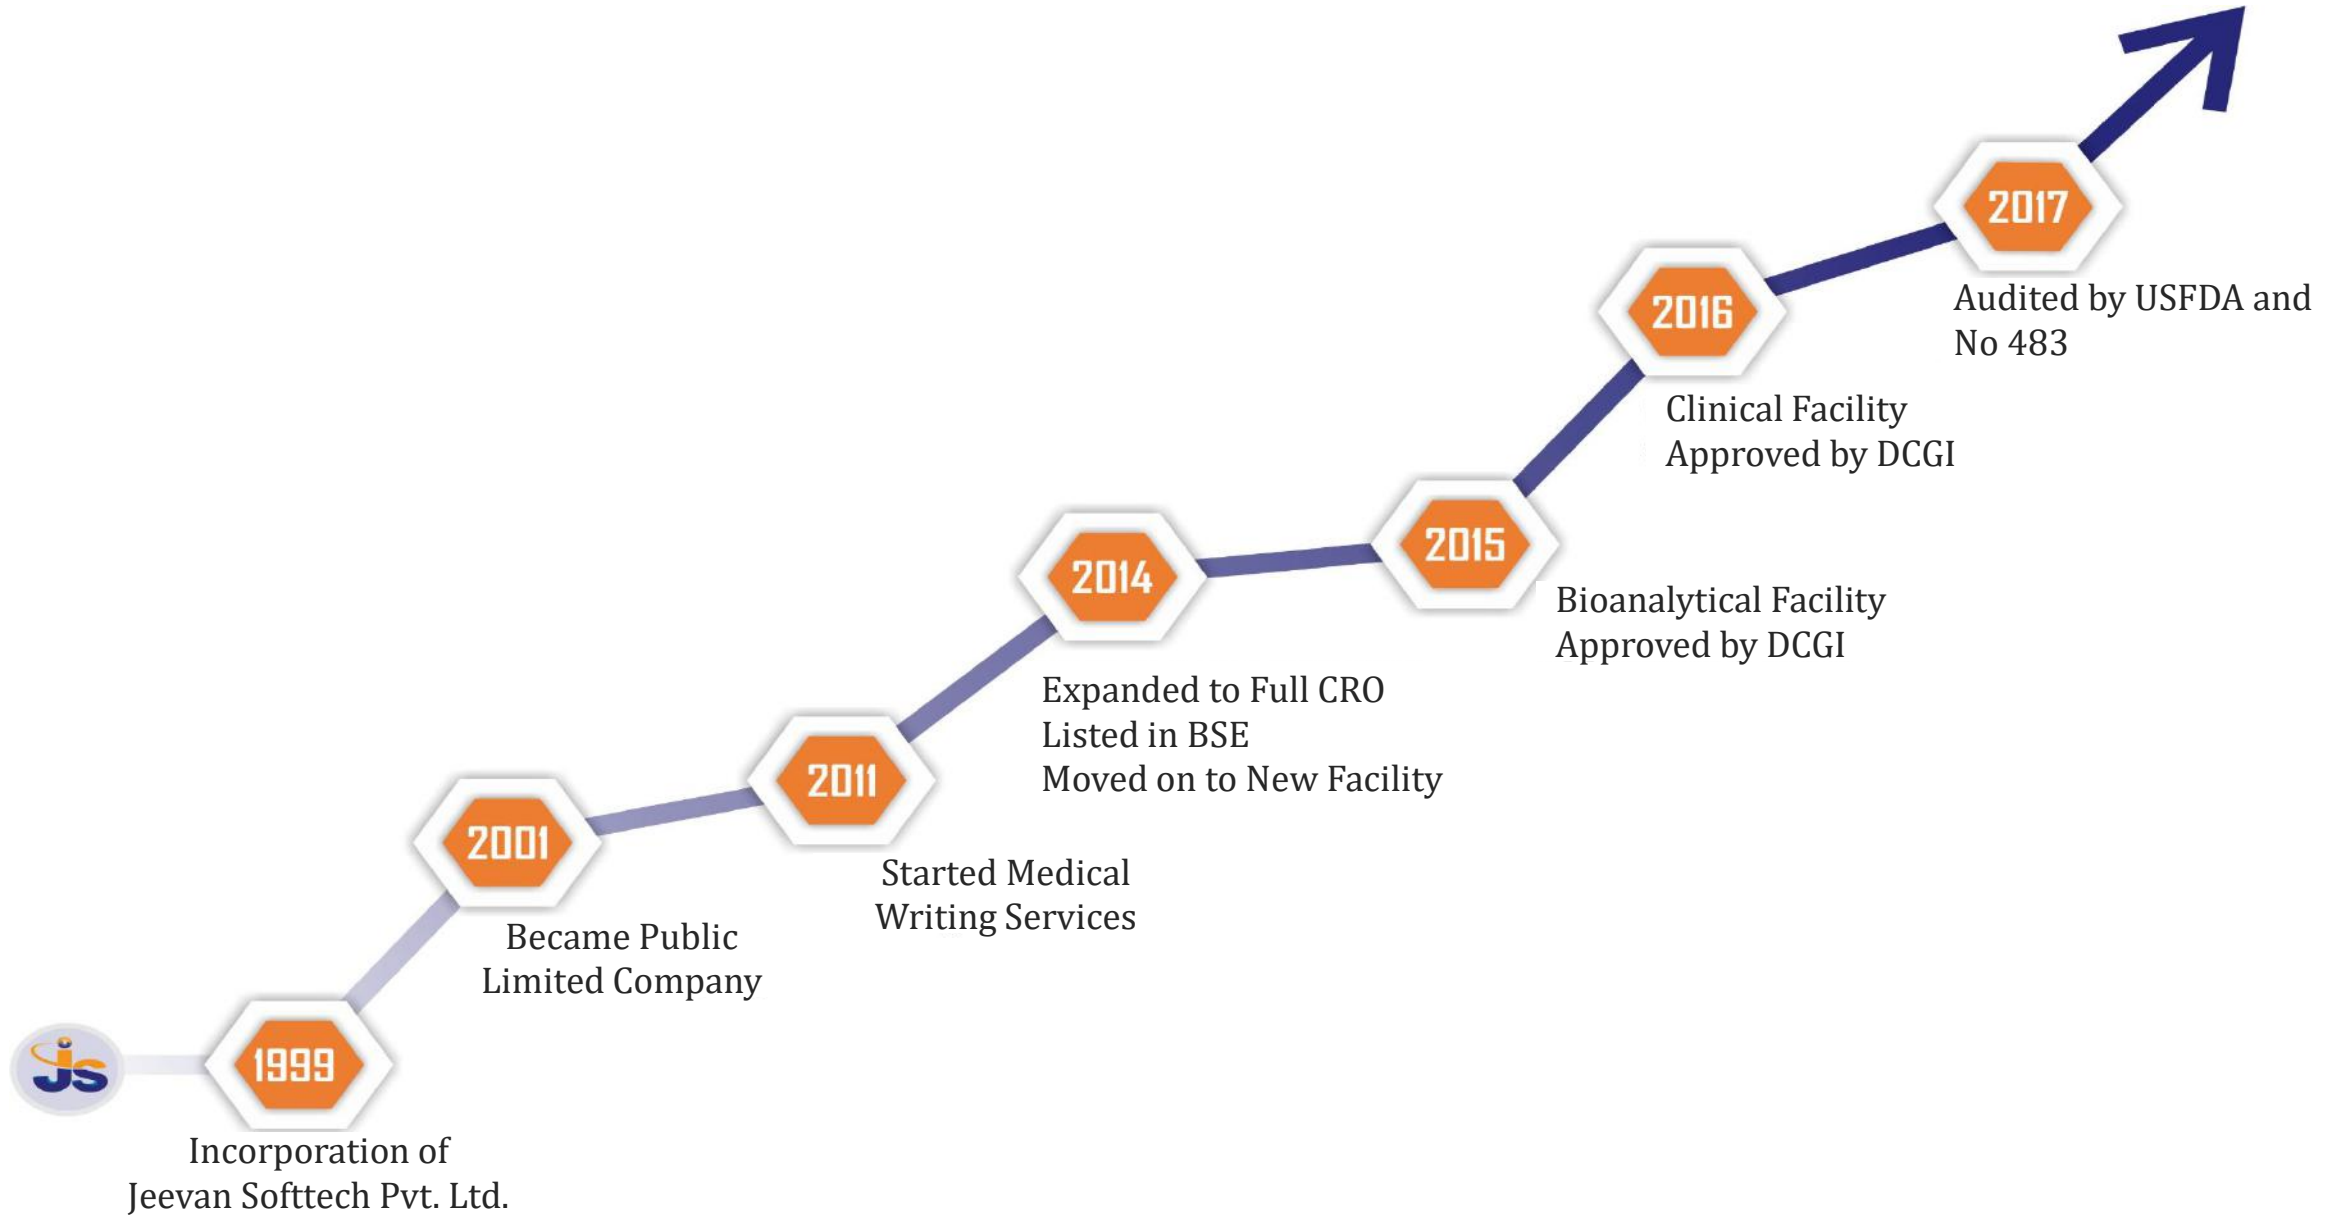 js
1999
Incorporation of
Jeevan Softtech Pvt. Ltd.
2001
Became Public
Limited Company
2011
Started Medical
Writing Services
2014
Expanded to Full CRO
Listed in BSE
Moved on to New Facility
2015
Bioanalytical Facility
Approved by DCGI
2016
Clinical Facility
Approved by DCGI
2017
Audited by USFDA and
No 483